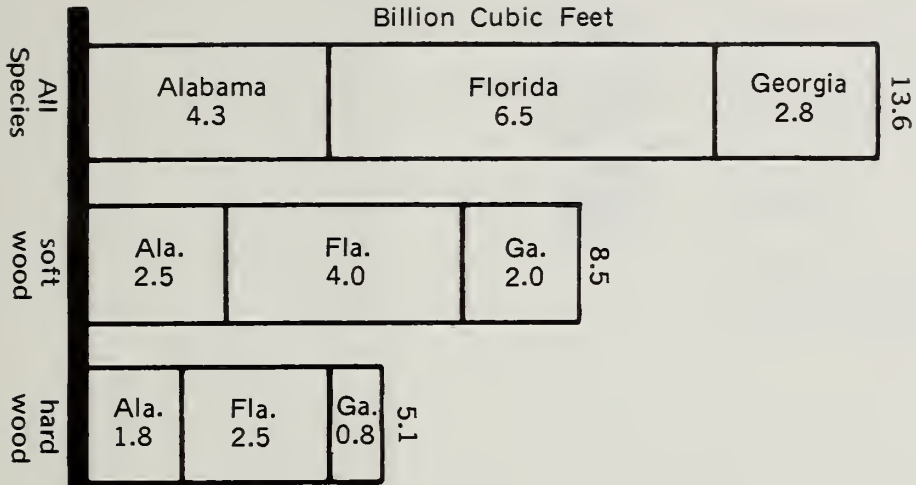 Billion Cubic Feet
All
Species
Alabama
4.3
Florida
6.5
Georgia
2.8
13.6
soft
wood
Ala.
2.5
Fla.
4.0
Ga.
2.0
8.5
hard
wood
Ala.
1.8
Fla.
2.5
Ga.
0.8
5.1